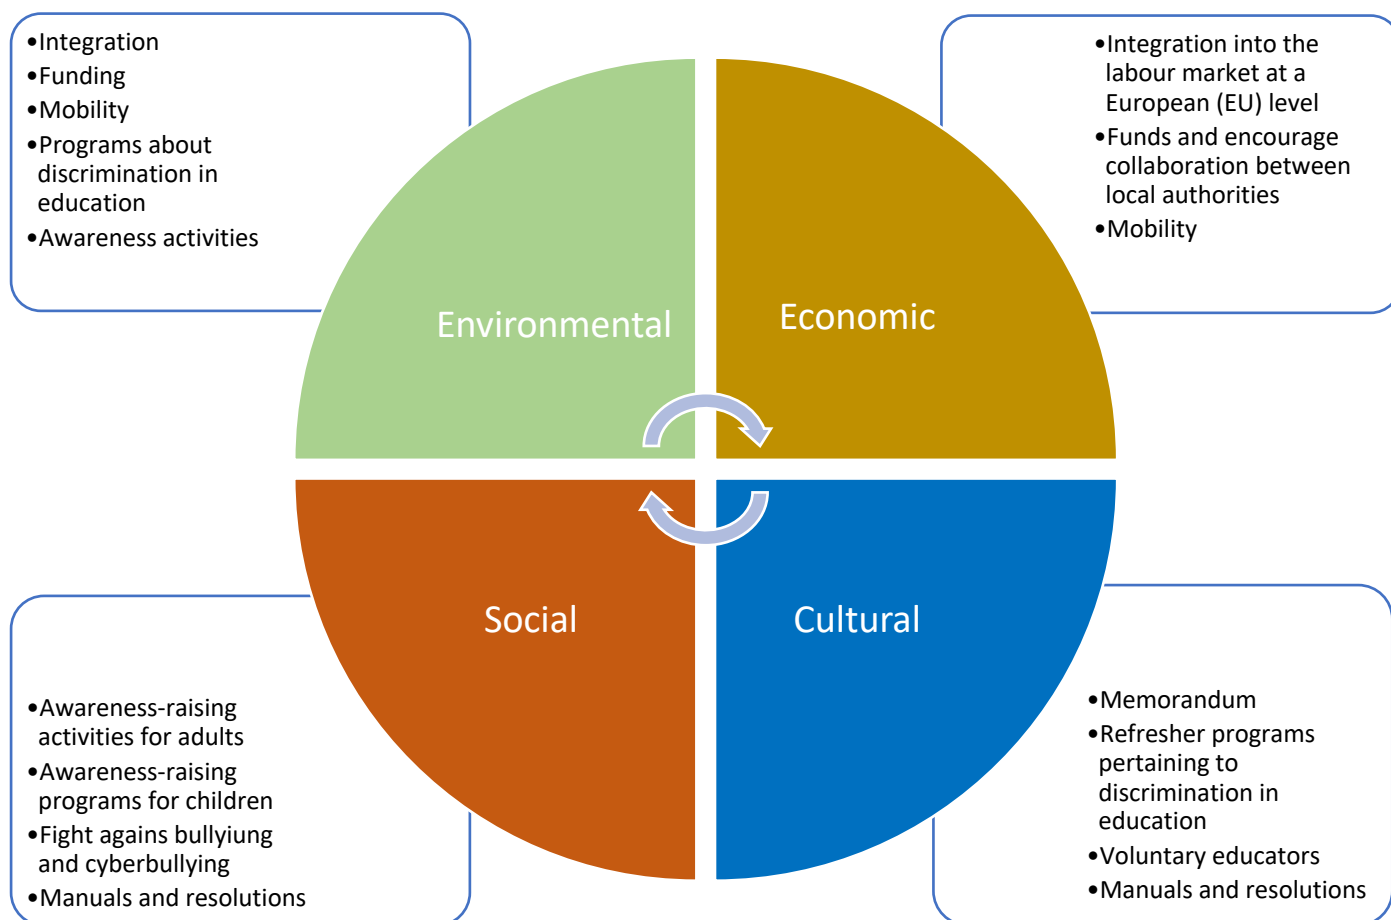 •Integration
•Funding
•Mobility
•Programs about
discrimination in
education
•Awareness activities
•Integration into the
labour market at a
European (EU) level
•Funds and encourage
collaboration between
local authorities
•Mobility
Environmental
Economic
Social
Cultural
•Awareness-raising
activities for adults
•Awareness-raising
programs for children
•Fight agains bullyiung
and cyberbullying
•Manuals and resolutions
•Memorandum
•Refresher programs
pertaining to
discrimination in
education
•Voluntary educators
•Manuals and resolutions